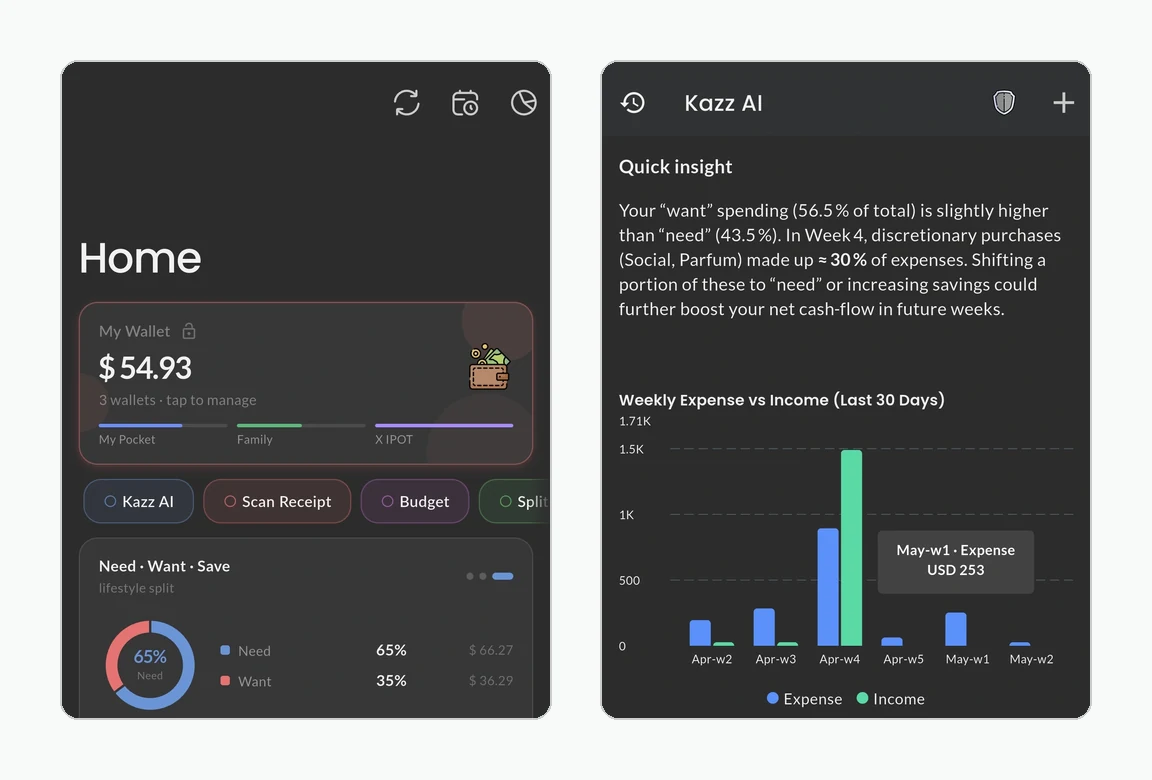 Home
My Wallet
$ 54.93
3 wallets · tap to manage
My Pocket Family X IPOT
Kazz AI Scan Receipt Budget Split
Need · Want · Save
lifestyle split
65%
Need
Need 65% $ 66.27
Want 35% $ 36.29
Kazz AI
Quick insight
Your “want” spending (56.5 % of total) is slightly higher
than “need” (43.5 %). In Week 4, discretionary purchases
(Social, Parfum) made up ≈ 30 % of expenses. Shifting a
portion of these to “need” or increasing savings could
further boost your net cash-flow in future weeks.
Weekly Expense vs Income (Last 30 Days)
1.71K
1.5K
1K
May-w1 · Expense
USD 253
500
0
Apr-w2 Apr-w3 Apr-w4 Apr-w5 May-w1 May-w2
Expense Income